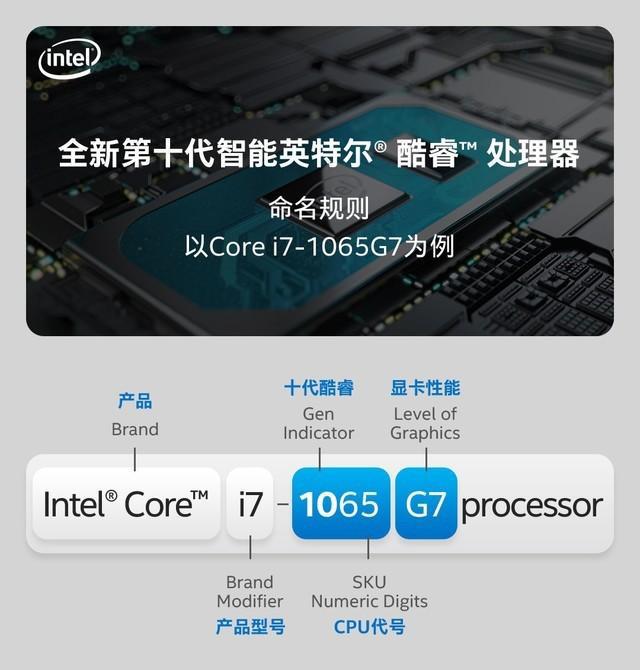 intel
全新第十代智能英特尔® 酷睿™ 处理器
命名规则
以Core i7-1065G7为例
产品
Brand
十代酷睿
Gen
Indicator
显卡性能
Level of
Graphics
Intel® Core™ i7 - 1065 G7 processor
Brand
Modifier
产品型号
SKU
Numeric Digits
CPU代号